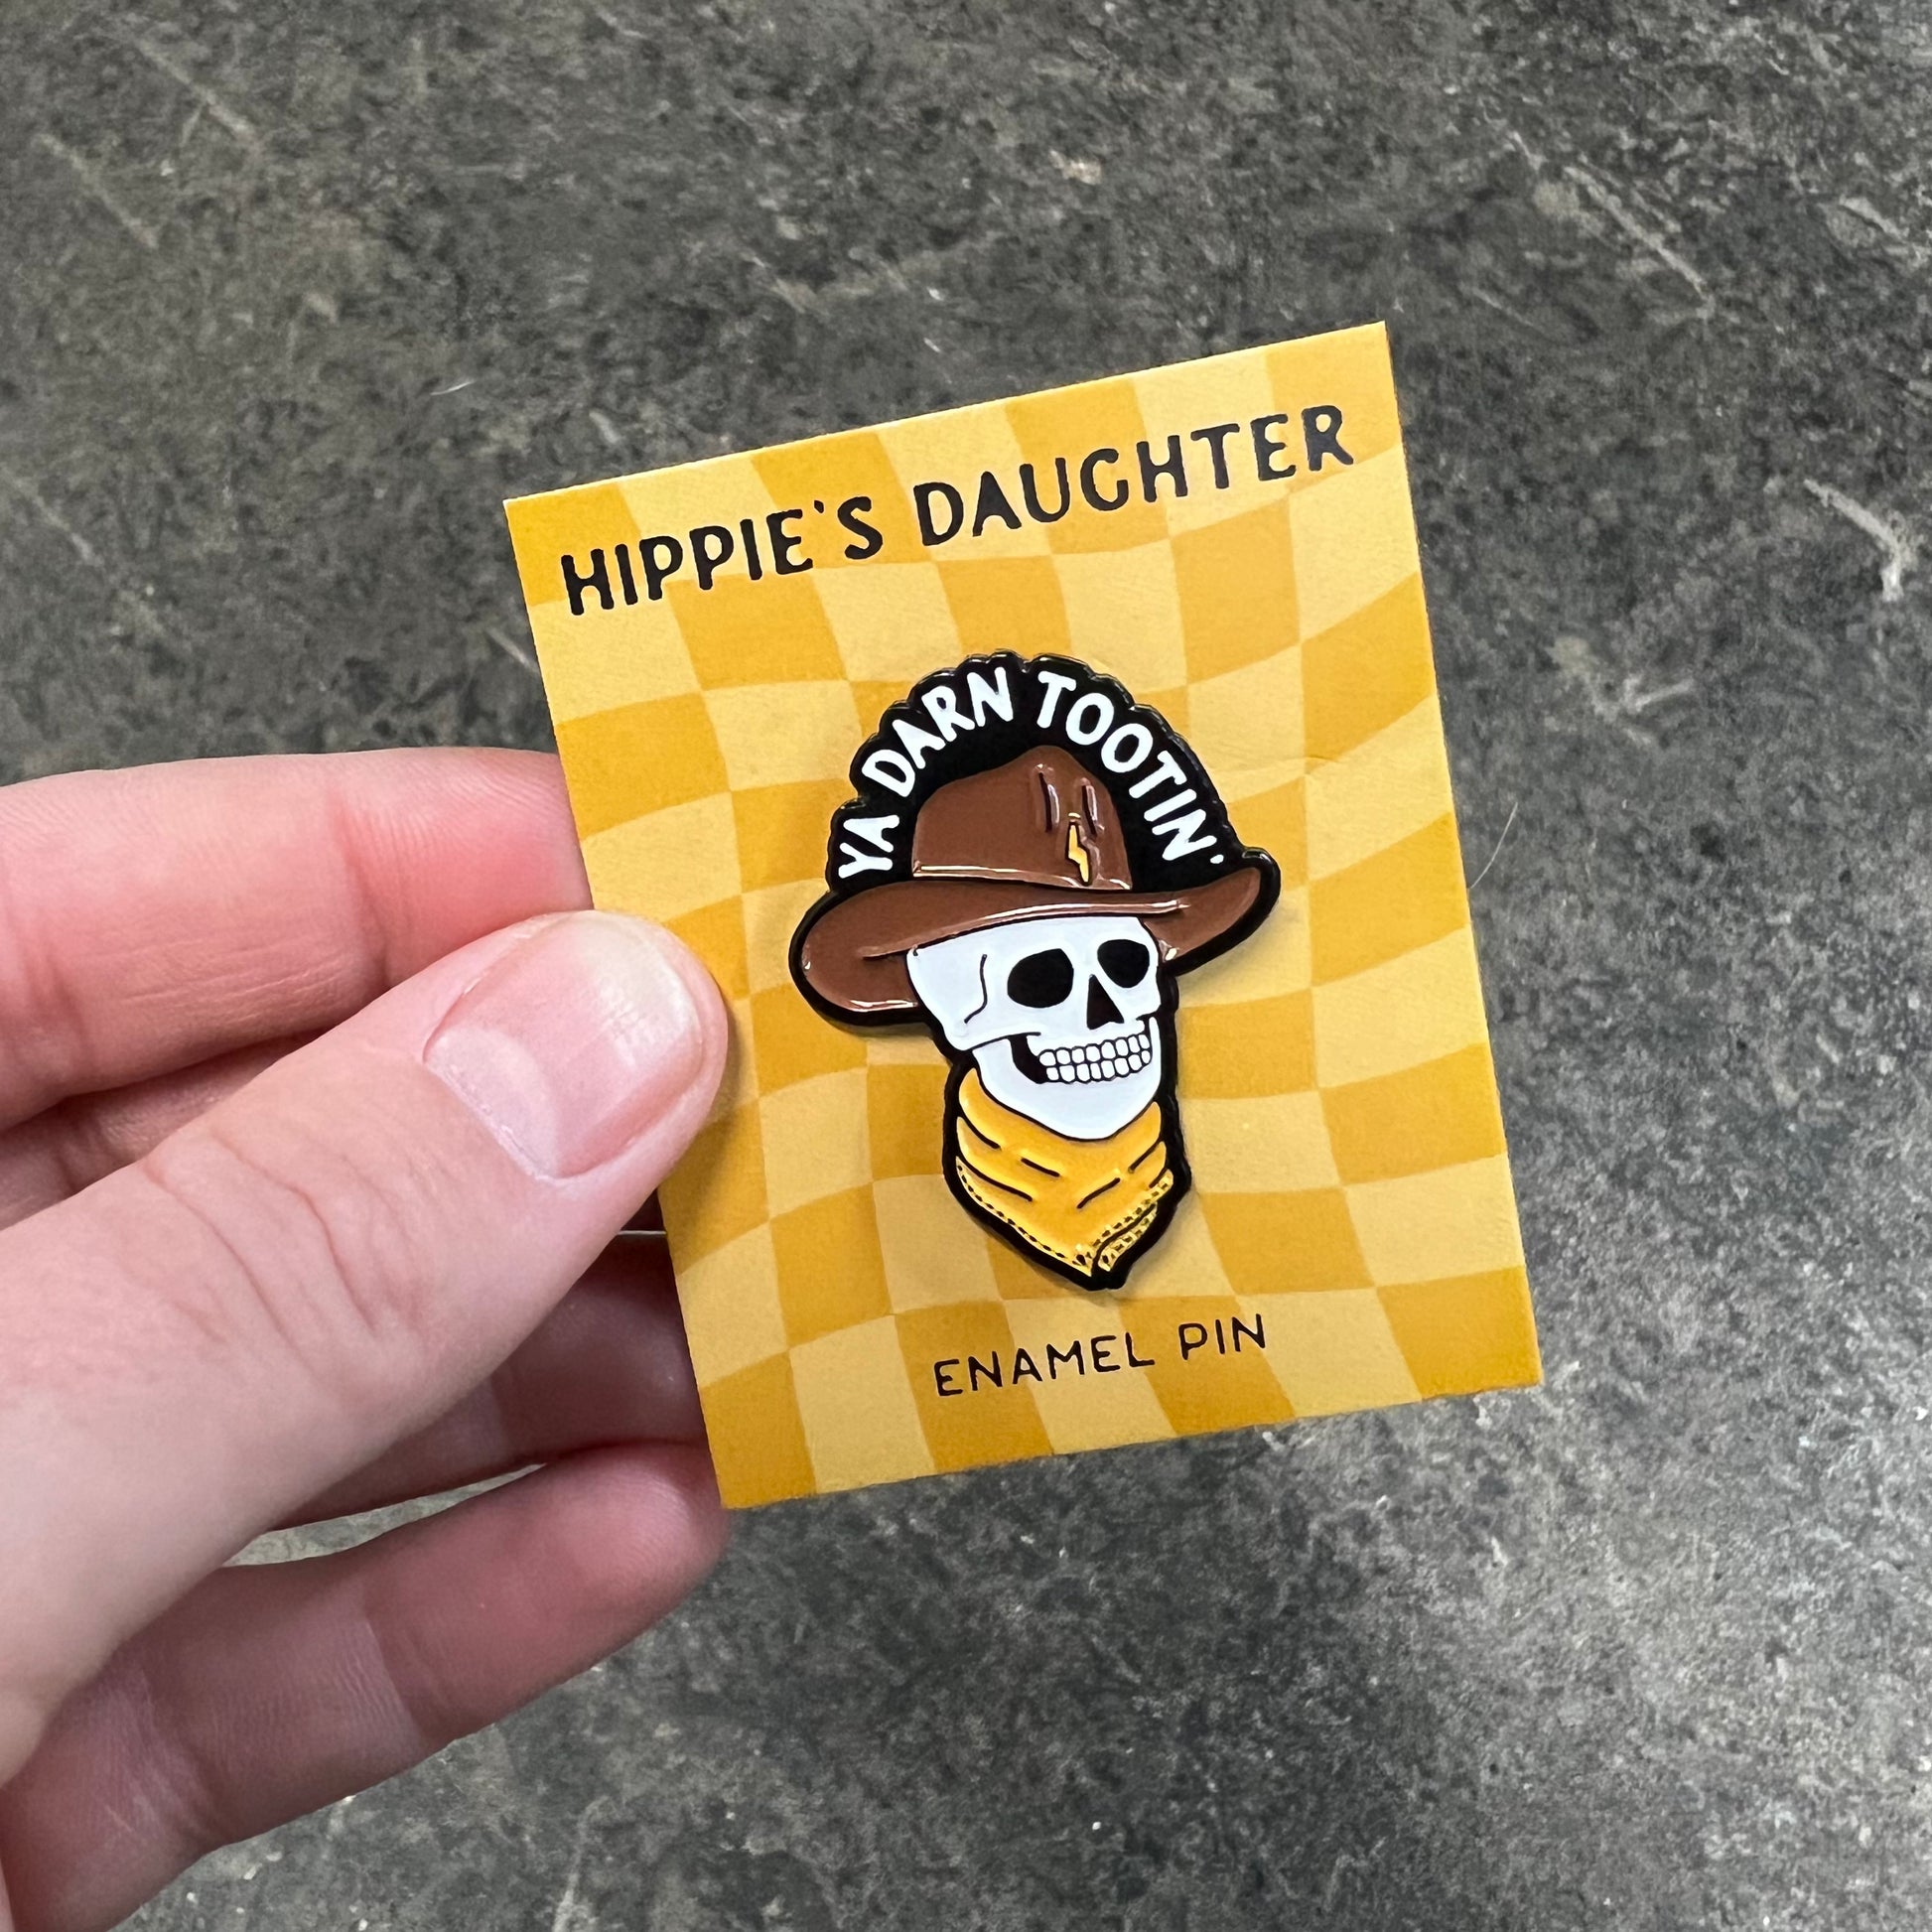 HIPPIE'S DAUGHTER
YA DARN TOOTIN'
ENAMEL PIN